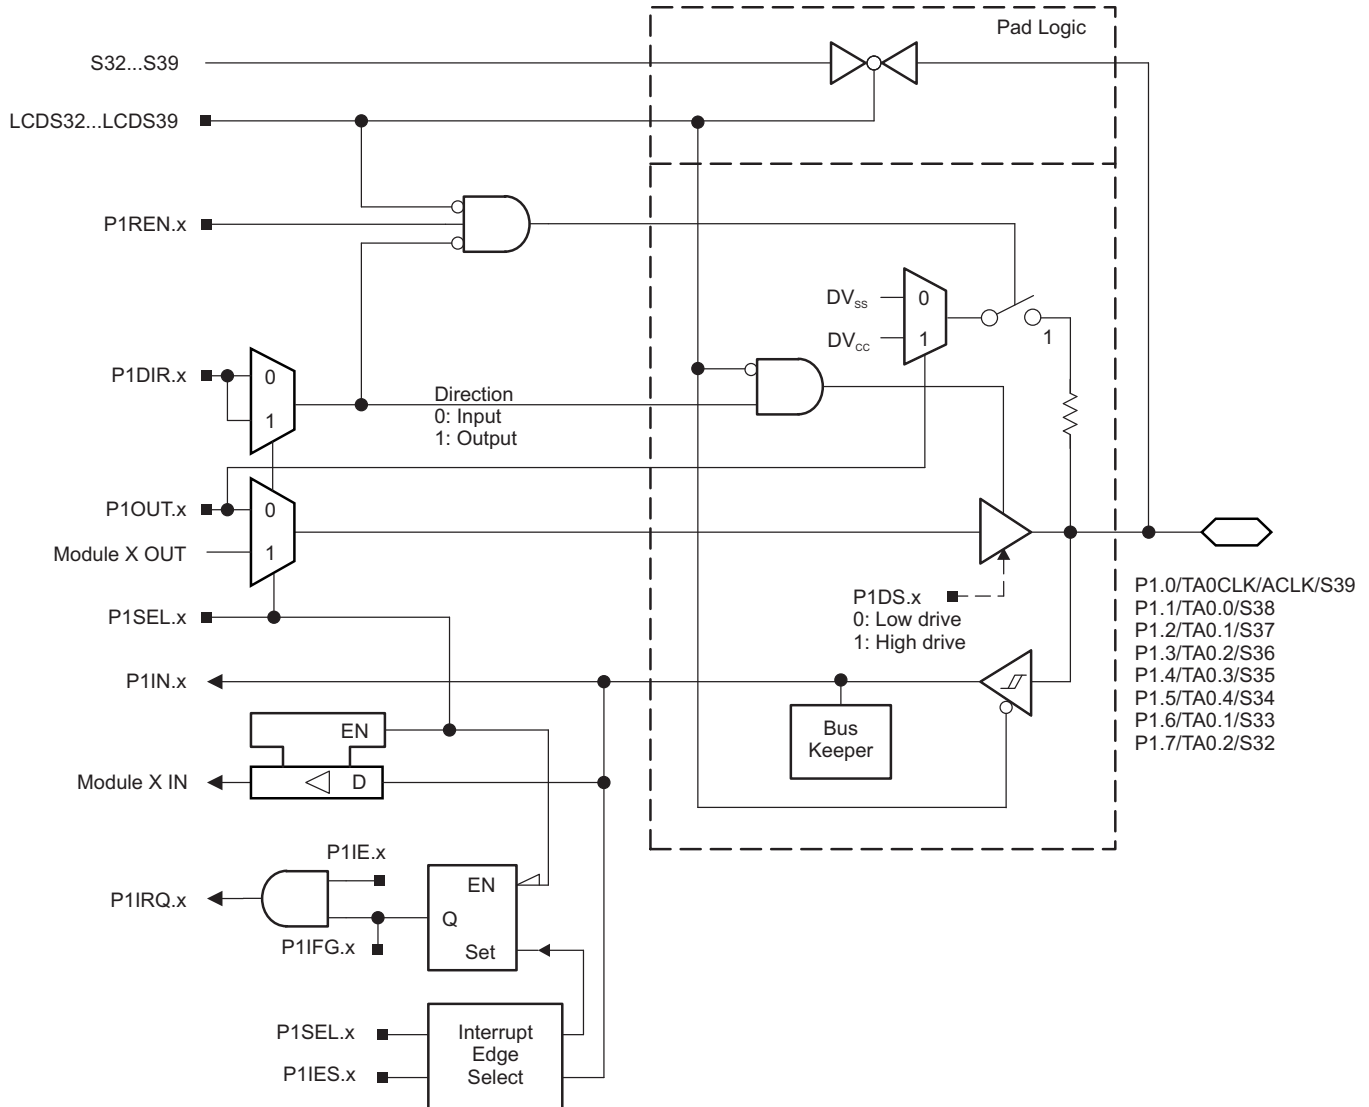 Pad Logic
S32...S39
LCDS32...LCDS39
P1REN.x
DVSS
0
DVCC
1
1
P1DIR.x
0
1
Direction
0: Input
1: Output
P1OUT.x
0
Module X OUT
1
P1SEL.x
P1DS.x
0: Low drive
1: High drive
P1.0/TA0CLK/ACLK/S39
P1.1/TA0.0/S38
P1.2/TA0.1/S37
P1.3/TA0.2/S36
P1.4/TA0.3/S35
P1.5/TA0.4/S34
P1.6/TA0.1/S33
P1.7/TA0.2/S32
P1IN.x
Bus
Keeper
EN
Module X IN
D
P1IE.x
P1IRQ.x
EN
Q
P1IFG.x
Set
P1SEL.x
P1IES.x
Interrupt
Edge
Select